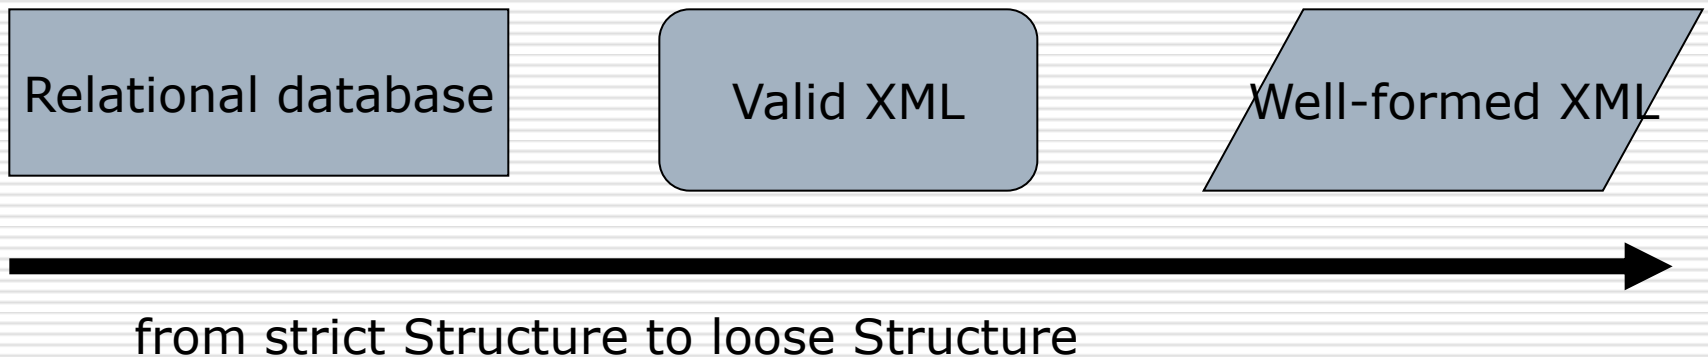 Relational database
Valid XML
Well-formed XML
from strict Structure to loose Structure